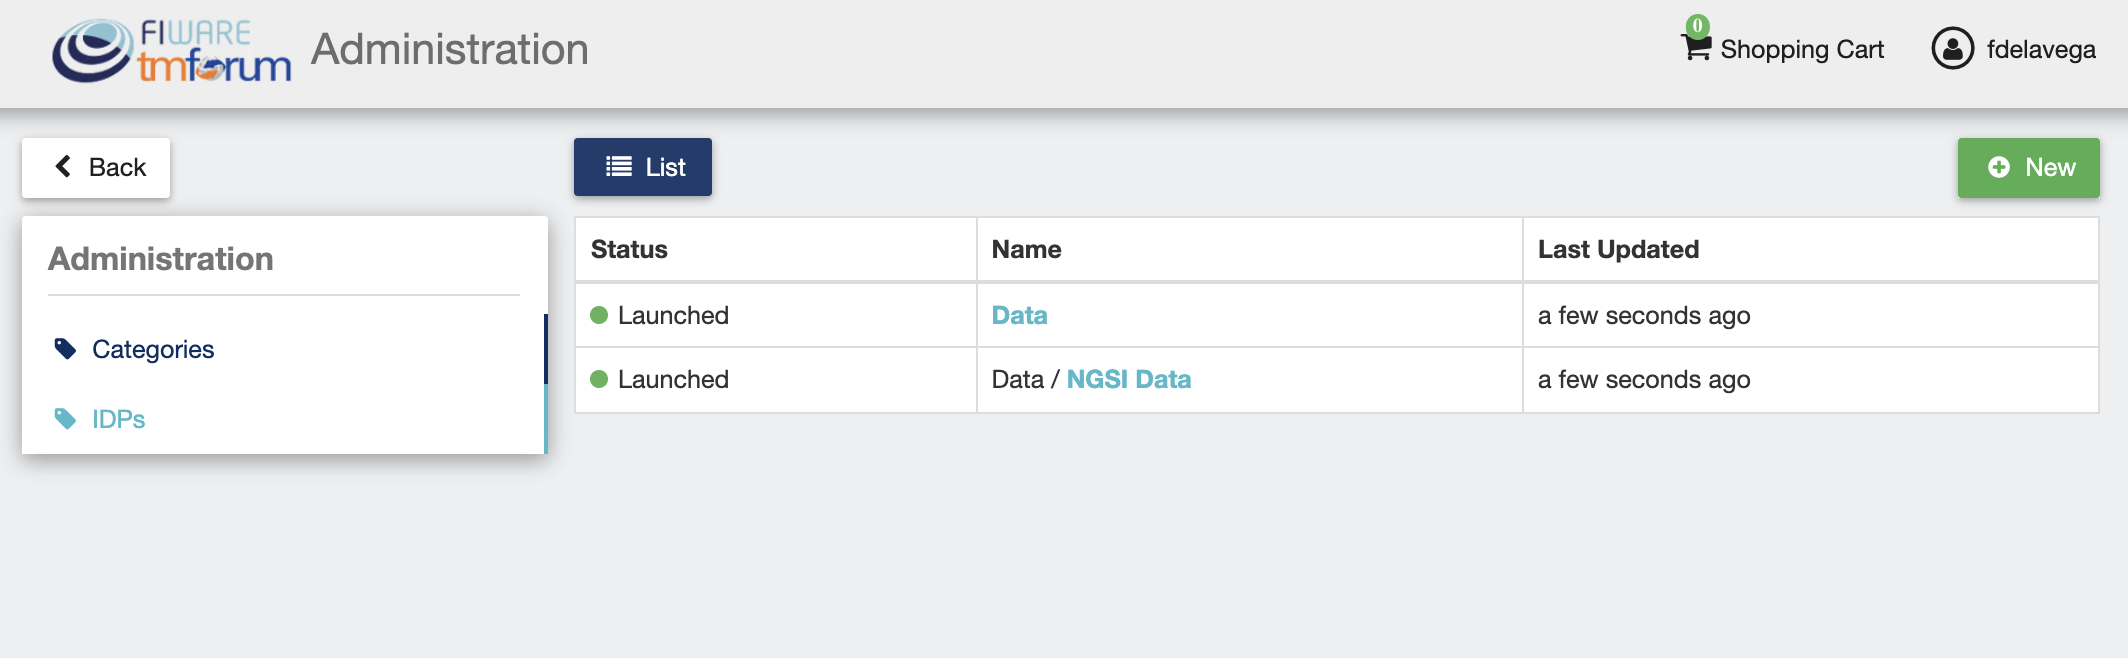 FIWARE
tmforum
Administration
0
Shopping Cart
fdelavega
Back
List
New
Administration
Categories
IDPs
Status Name Last Updated
Launched Data a few seconds ago
Launched Data / NGSI Data a few seconds ago